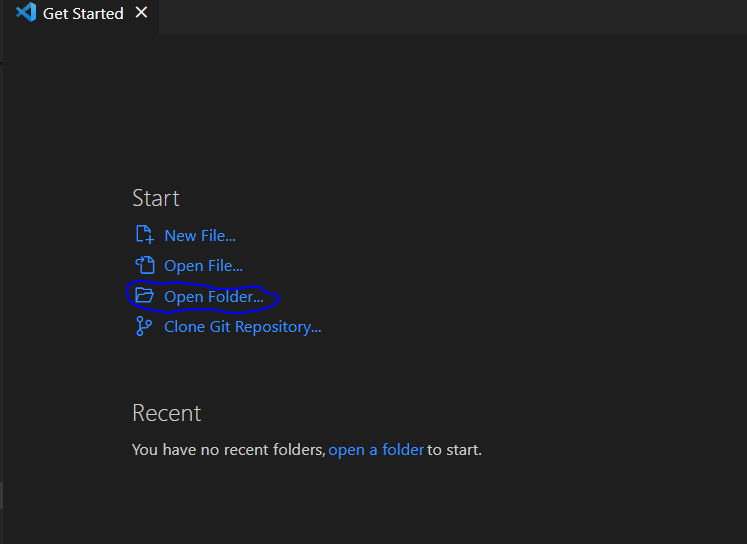 Get Started
Start
New File...
Open File...
Open Folder...
Clone Git Repository...
Recent
You have no recent folders, open a folder to start.